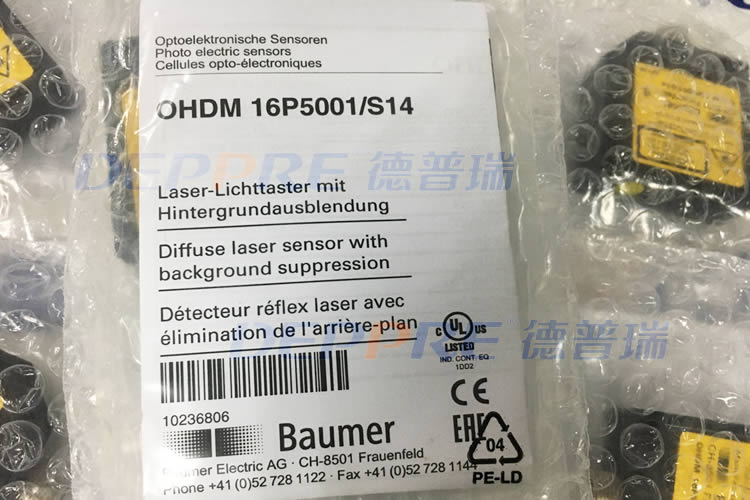 Optoelektronische Sensoren
Photo electric sensors
Cellules opto-électroniques
OHDM 16P5001/S14
DEPPRE 德普瑞
Laser-Lichttaster mit
Hintergrundausblendung
Diffuse laser sensor with
background suppression
Détecteur réflex laser avec
élimination de l'arrière-plan
DEPPRE 德普瑞
C UL US
LISTED
IND. CONT. EQ
1DD2
10236806
CE
Baumer
EAC
04
PE-LD
Baumer Electric AG · CH-8501 Frauenfeld
Phone +41 (0)52 728 1122 · Fax +41 (0)52 728 1144